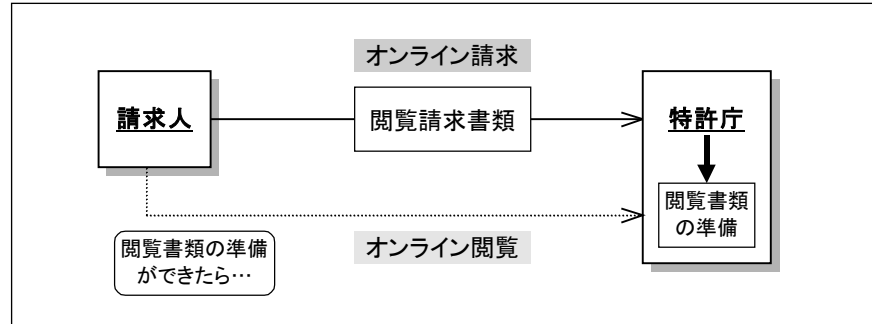 オンライン請求
請求人
閲覧請求書類
特許庁
閲覧書類
の準備
閲覧書類の準備
ができたら…
オンライン閲覧